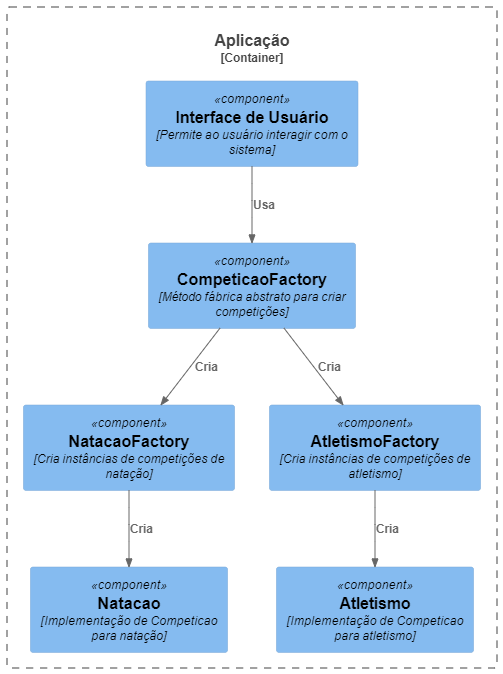 Aplicação
[Container]
«component»
Interface de Usuário
[Permite ao usuário interagir com o
sistema]
Usa
«component»
CompeticaoFactory
[Método fábrica abstrato para criar
competições]
Cria
Cria
«component»
NatacaoFactory
[Cria instâncias de competições de
natação]
«component»
AtletismoFactory
[Cria instâncias de competições de
atletismo]
Cria
Cria
«component»
Natacao
[Implementação de Competicao
para natação]
«component»
Atletismo
[Implementação de Competicao
para atletismo]